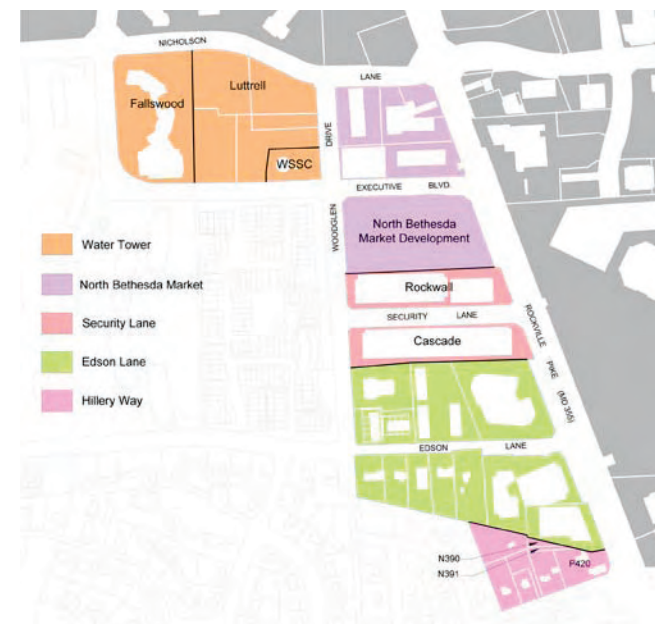 NICHOLSON
LANE
Luttrell
Fallswood
DRIVE
WSSC
EXECUTIVE BLVD.
WOODGLEN
North Bethesda
Market Development
Water Tower
North Bethesda Market
Security Lane
Edson Lane
Hillery Way
Rockwall
SECURITY LANE
ROCKVILLE
PIKE
(MD 355)
Cascade
EDSON LANE
N390
N391
P420